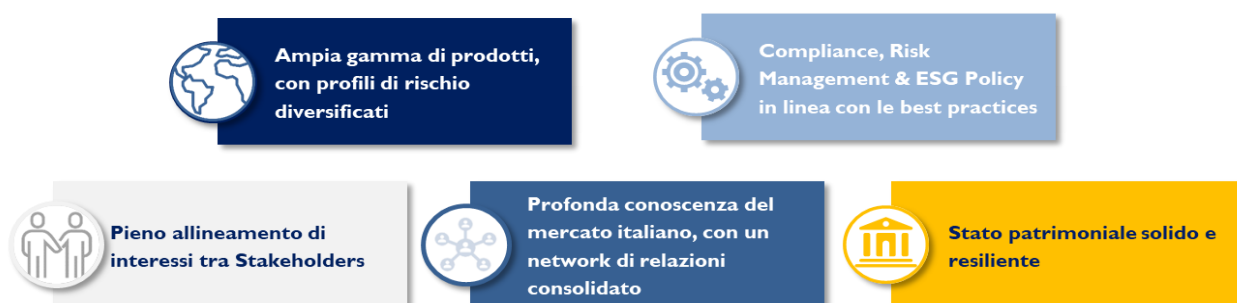 Ampia gamma di prodotti,
con profili di rischio
diversificati
Compliance, Risk
Management & ESG Policy
in linea con le best practices
Pieno allineamento di
interessi tra Stakeholders
Profonda conoscenza del
mercato italiano, con un
network di relazioni
consolidato
Stato patrimoniale solido e
resiliente